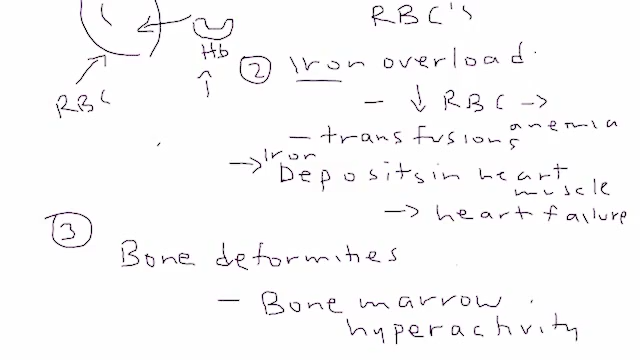 RBC's
Hb
RBC
② Iron overload.
- ↓ RBC → anemia
- transfusions
→ Iron Deposits in heart muscle
→ heart failure
③
Bone deformities
- Bone marrow hyperactivity